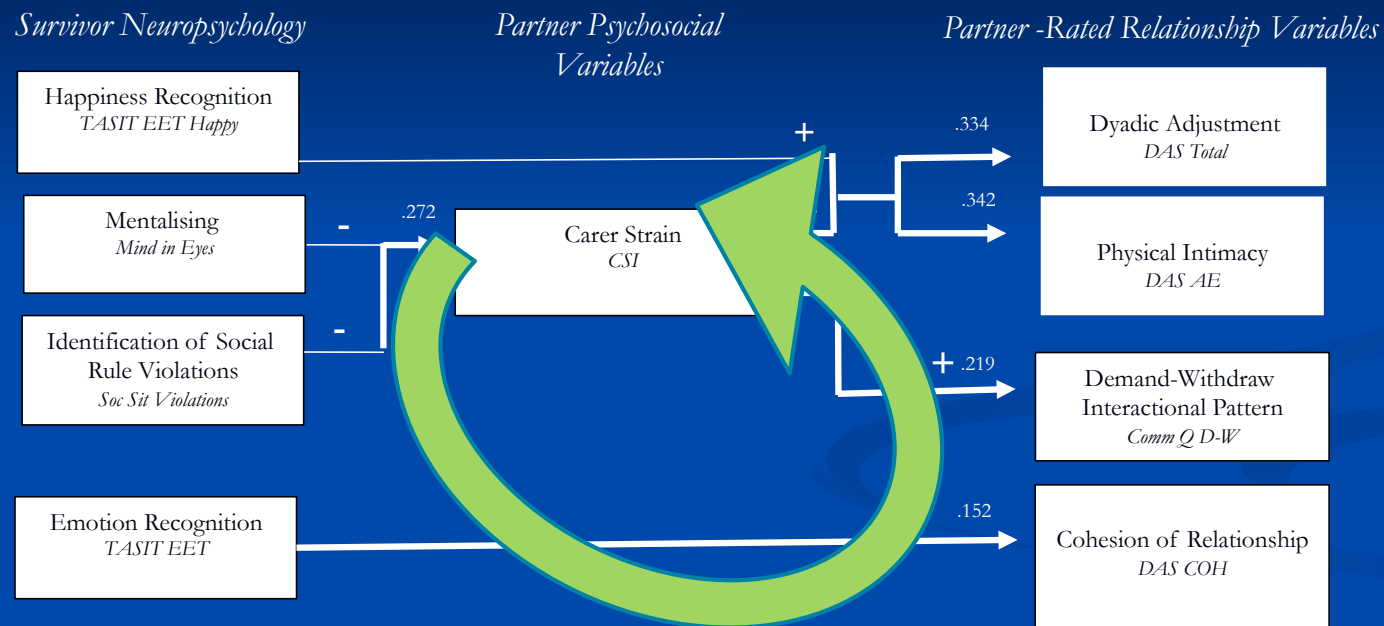 Survivor Neuropsychology
Partner Psychosocial
Variables
Partner -Rated Relationship Variables
Happiness Recognition
TASIT EET Happy
Mentalising
Mind in Eyes
Identification of Social
Rule Violations
Soc Sit Violations
Emotion Recognition
TASIT EET
-
-
.272
Carer Strain
CSI
+
.334
.342
+ .219
.152
Dyadic Adjustment
DAS Total
Physical Intimacy
DAS AE
Demand-Withdraw
Interactional Pattern
Comm Q D-W
Cohesion of Relationship
DAS COH